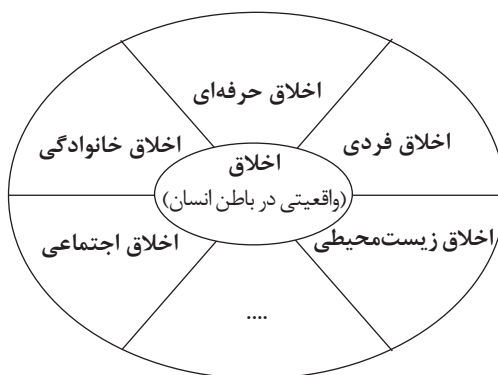 اخلاق حرفه‌ای
اخلاق فردی
اخلاق خانوادگی
اخلاق
(واقعیتی در باطن انسان)
اخلاق زیست‌محیطی
اخلاق اجتماعی
....